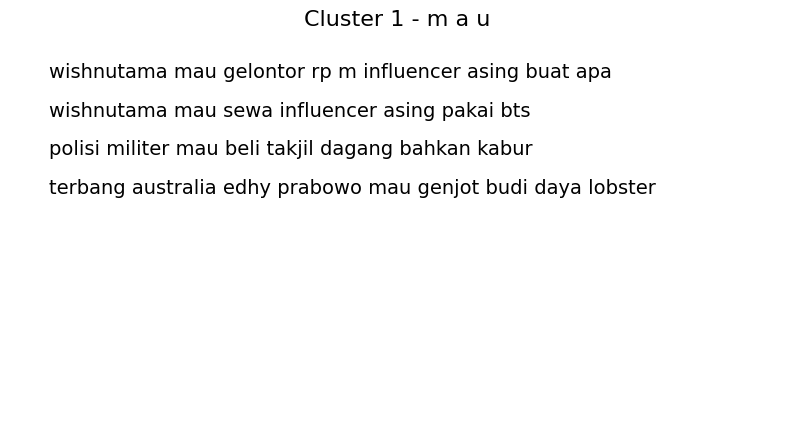 Cluster 1 - m a u
wishnutama mau gelontor rp m influencer asing buat apa
wishnutama mau sewa influencer asing pakai bts
polisi militer mau beli takjil dagang bahkan kabur
terbang australia edhy prabowo mau genjot budi daya lobster